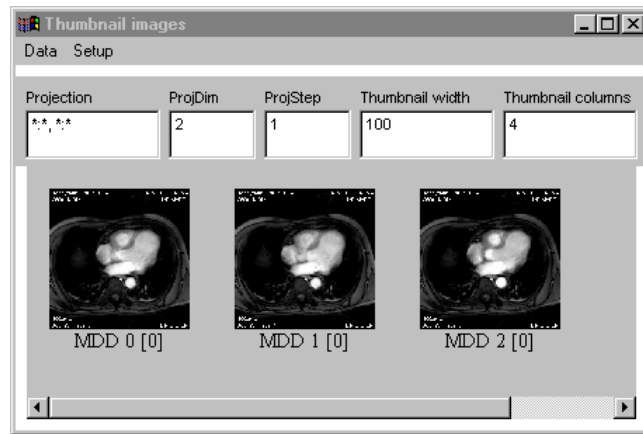 Thumbnail images
Data Setup
Projection ProjDim ProjStep Thumbnail width Thumbnail columns
*:*, *:* 2 1 100 4
MDD 0 [0] MDD 1 [0] MDD 2 [0]